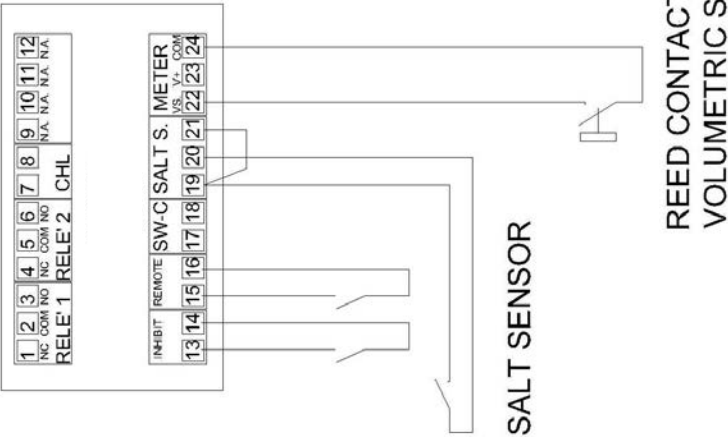 1 2 3 4 5 6 7 8 9 10 11 12
NC COM NO NC COM NO N.A. N.A. N.A. N.A.
RELE' 1 RELE' 2 CHL
INHIBIT REMOTE SW-C SALT S. METER
VS. V+ COM
13 14 15 16 17 18 19 20 21 22 23 24
SALT SENSOR
REED CONTACT
VOLUMETRIC S